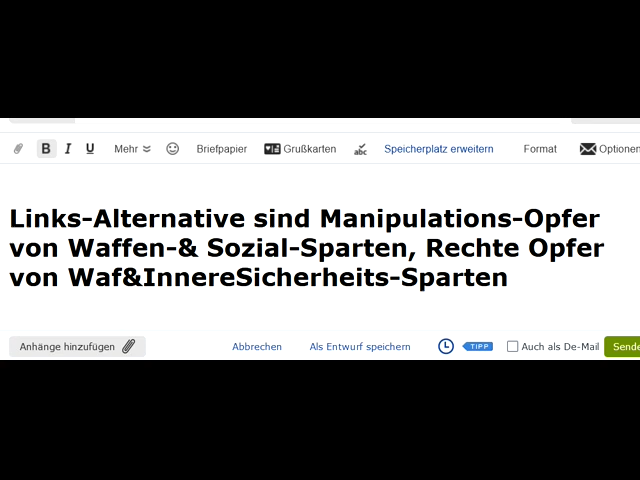 B I U Mehr Briefpapier Grußkarten abc Speicherplatz erweitern Format Optionen
Links-Alternative sind Manipulations-Opfer
von Waffen-& Sozial-Sparten, Rechte Opfer
von Waf&InnereSicherheits-Sparten
Anhänge hinzufügen Abbrechen Als Entwurf speichern TIPP Auch als De-Mail Sende